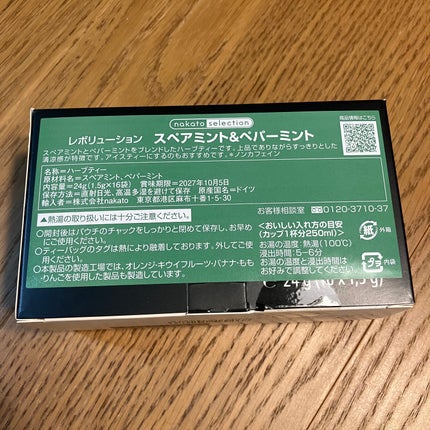 nakato selection
商品情報はこちら
レボリューション スペアミント&ペパーミント
スペアミントとペパーミントをブレンドしたハーブティーです。上品でありながらすっきりとした
清涼感が特徴です。アイスティーにするのもおすすめです。*ノンカフェイン
名称=ハーブティー
原材料名=スペアミント、ペパーミント
内容量=24g(1.5g×16袋) 賞味期限=2027年10月5日
保存方法=直射日光、高温多湿を避けて保存 原産国名=ドイツ
輸入者=株式会社nakato 東京都港区麻布十番1-5-30
お客様相談室 0120-3710-37
▲熱湯の取り扱いには十分ご注意ください。
○開封後はパウチのチャックをしっかりと閉めて保存し、お早め
にご使用ください。
○ティーバッグのタグは熱により融着しております。外してご使
用ください。
○本製品の製造工場では、オレンジ・キウイフルーツ・バナナ・もも・
りんごを使用した製品も製造しています。
<おいしい入れ方の目安
(カップ1杯分250ml)>
お湯の温度:熱湯(100℃)
浸出時間:5~6分
お湯の温度と浸出時間は
お好みで調整してください。
紙 外箱
プラ 内袋
℮ 24 g (16 x 1,5 g)